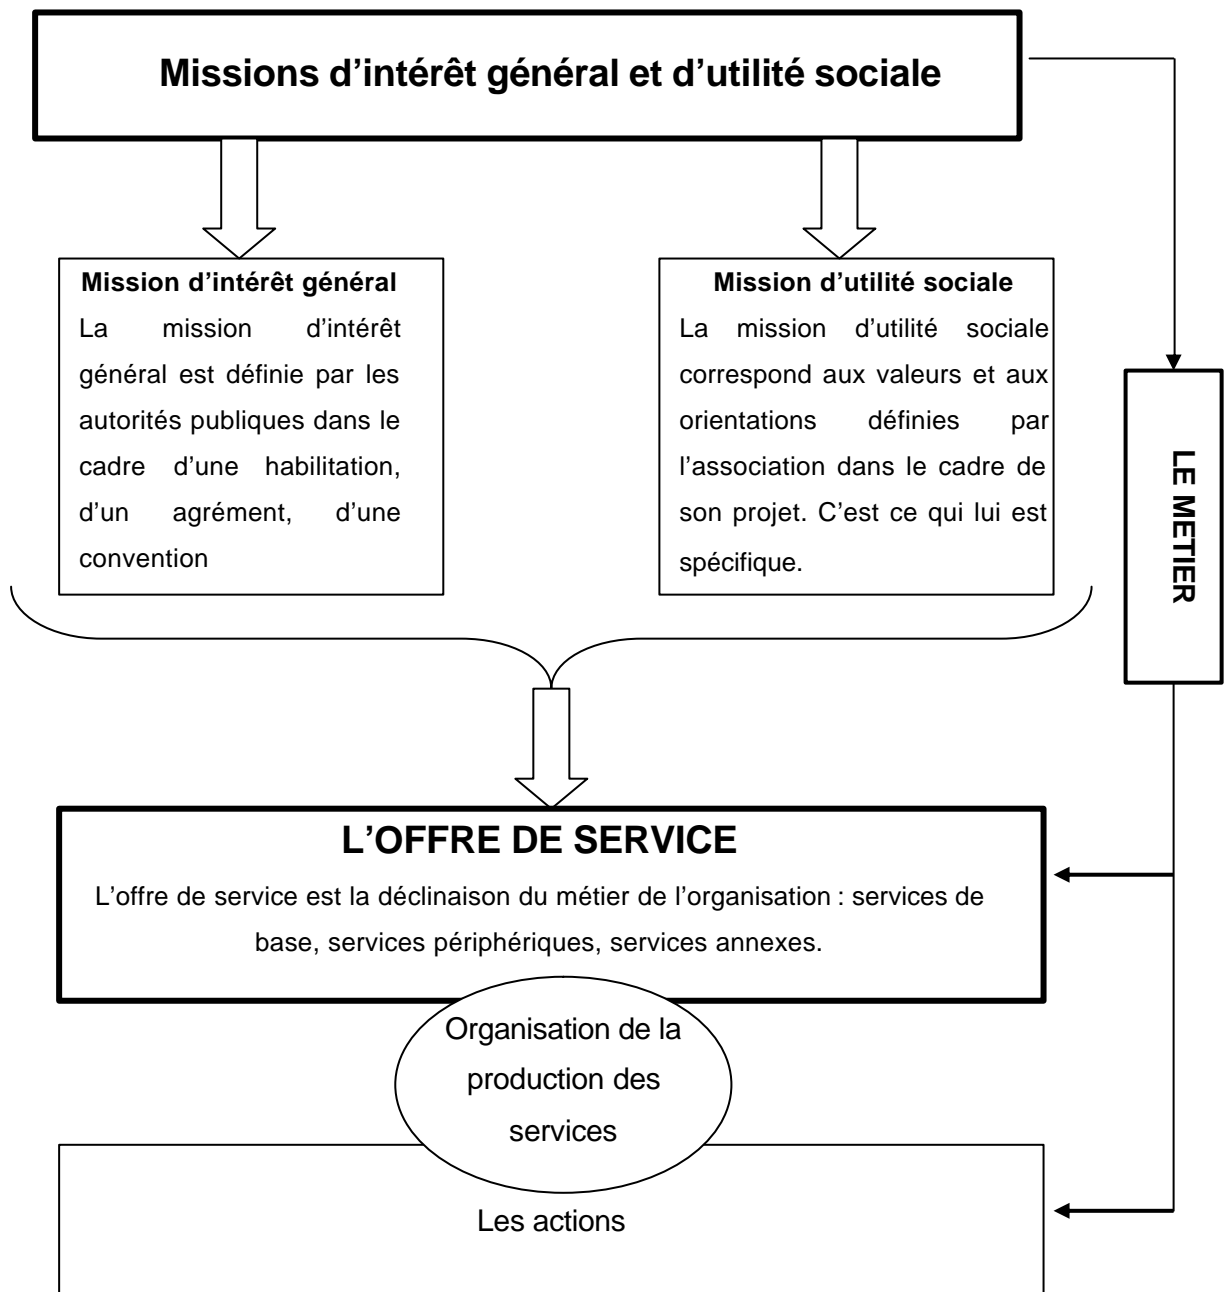 Missions d’intérêt général et d’utilité sociale
Mission d’intérêt général
La mission d’intérêt
général est définie par les
autorités publiques dans le
cadre d’une habilitation,
d’un agrément, d’une
convention
Mission d’utilité sociale
La mission d’utilité sociale
correspond aux valeurs et aux
orientations définies par
l’association dans le cadre de
son projet. C’est ce qui lui est
spécifique.
LE METIER
L’OFFRE DE SERVICE
L’offre de service est la déclinaison du métier de l’organisation : services de
base, services périphériques, services annexes.
Organisation de la
production des
services
Les actions